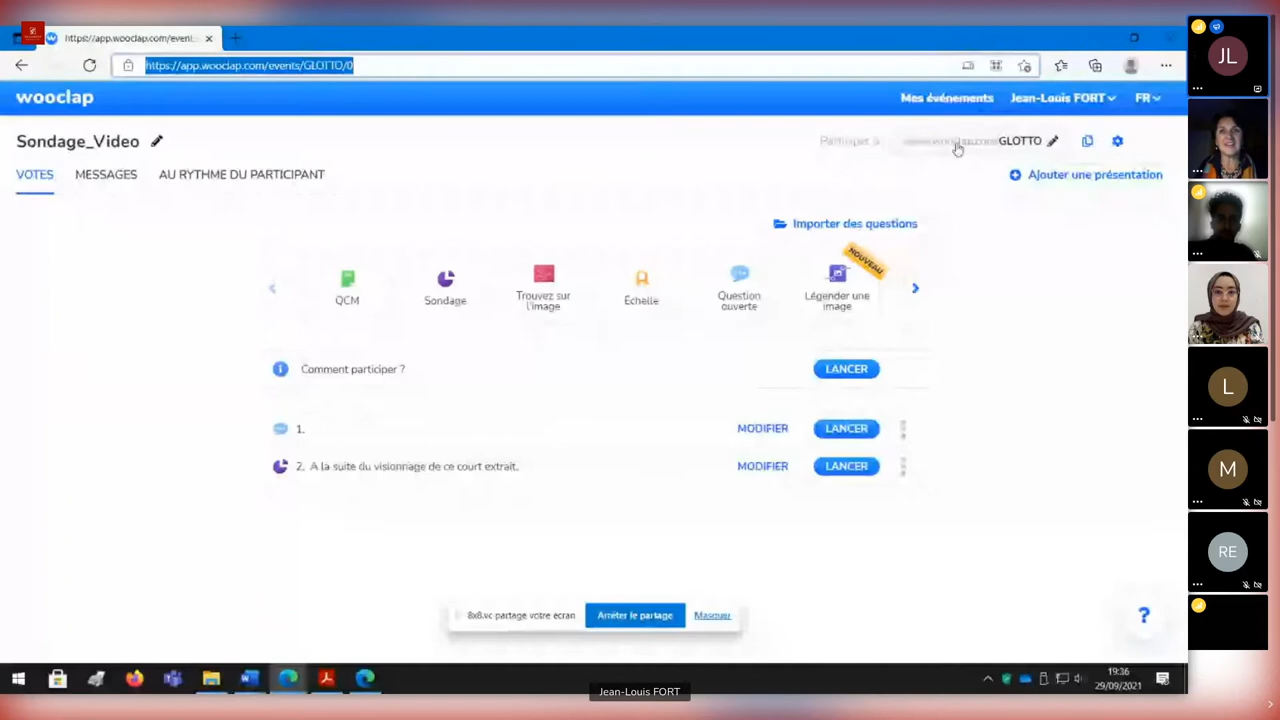 https://app.wooclap.com/event
https://app.wooclap.com/events/GLOTTO/0
wooclap
Mes événements
Jean-Louis FORT
FR
Sondage_Video
GLOTTO
VOTES
MESSAGES
AU RYTHME DU PARTICIPANT
Ajouter une présentation
Importer des questions
NOUVEAU
QCM
Sondage
Trouvez sur
l'image
Échelle
Question
ouverte
Légender une
image
Comment participer ?
LANCER
1.
MODIFIER
LANCER
2. A la suite du visionnage de ce court extrait,
MODIFIER
LANCER
8x8.vc partage votre écran
Arrêter le partage
Masquer
?
19:36
29/09/2021
Jean-Louis FORT
JL
L
M
RE